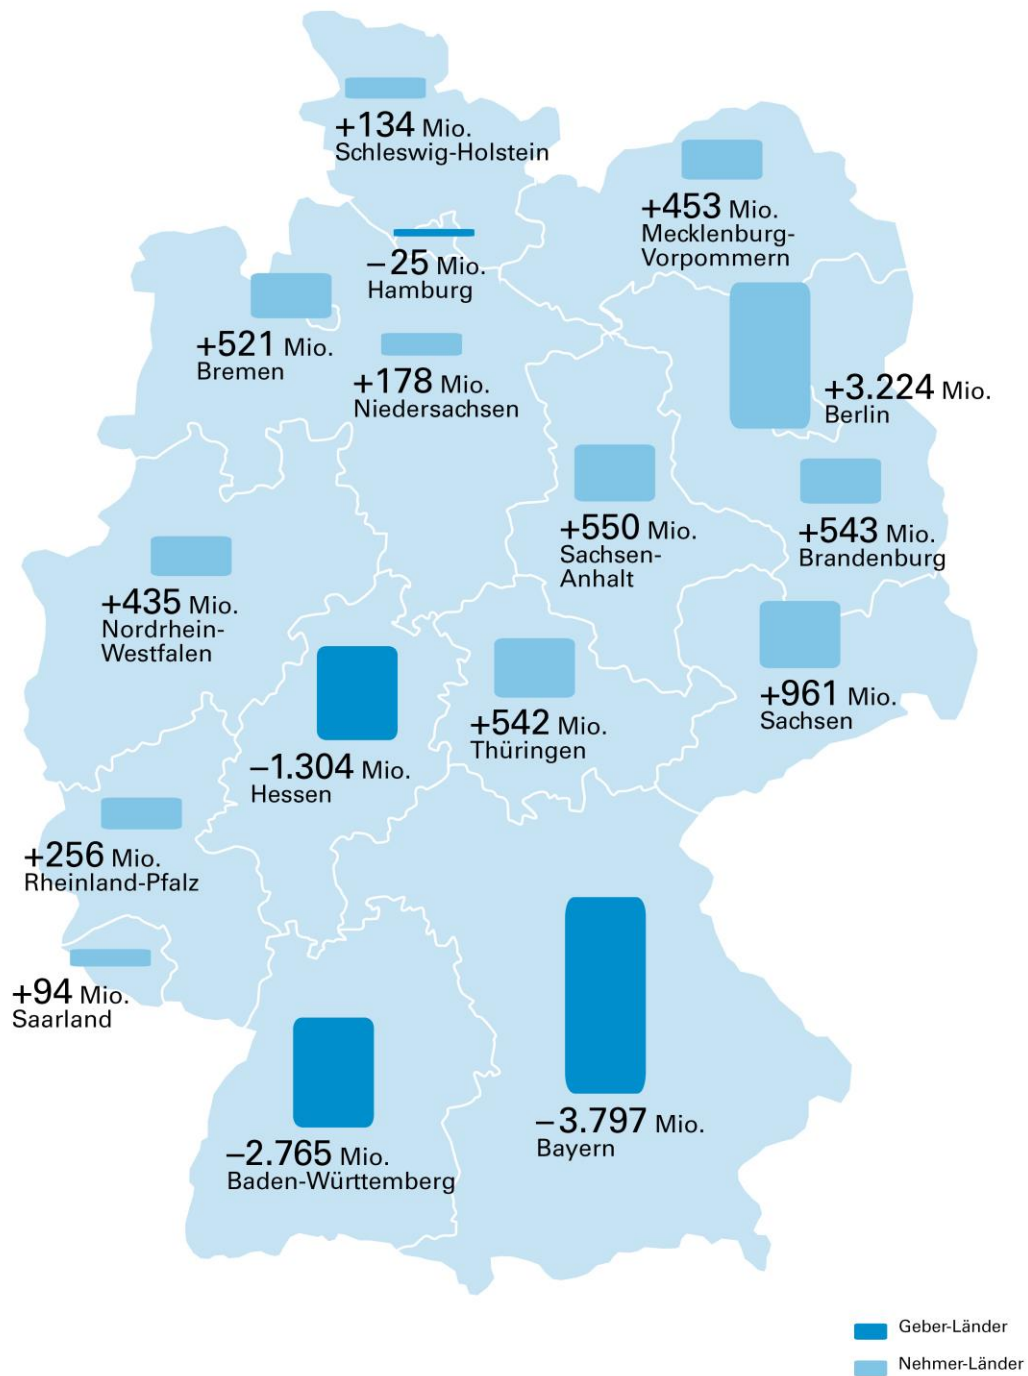 +134 Mio.
Schleswig-Holstein
+453 Mio.
Mecklenburg-
Vorpommern
–25 Mio.
Hamburg
+521 Mio.
Bremen
+178 Mio.
Niedersachsen
+3.224 Mio.
Berlin
+550 Mio.
Sachsen-
Anhalt
+543 Mio.
Brandenburg
+435 Mio.
Nordrhein-
Westfalen
+961 Mio.
Sachsen
+542 Mio.
Thüringen
–1.304 Mio.
Hessen
+256 Mio.
Rheinland-Pfalz
+94 Mio.
Saarland
–3.797 Mio.
Bayern
–2.765 Mio.
Baden-Württemberg
Geber-Länder
Nehmer-Länder